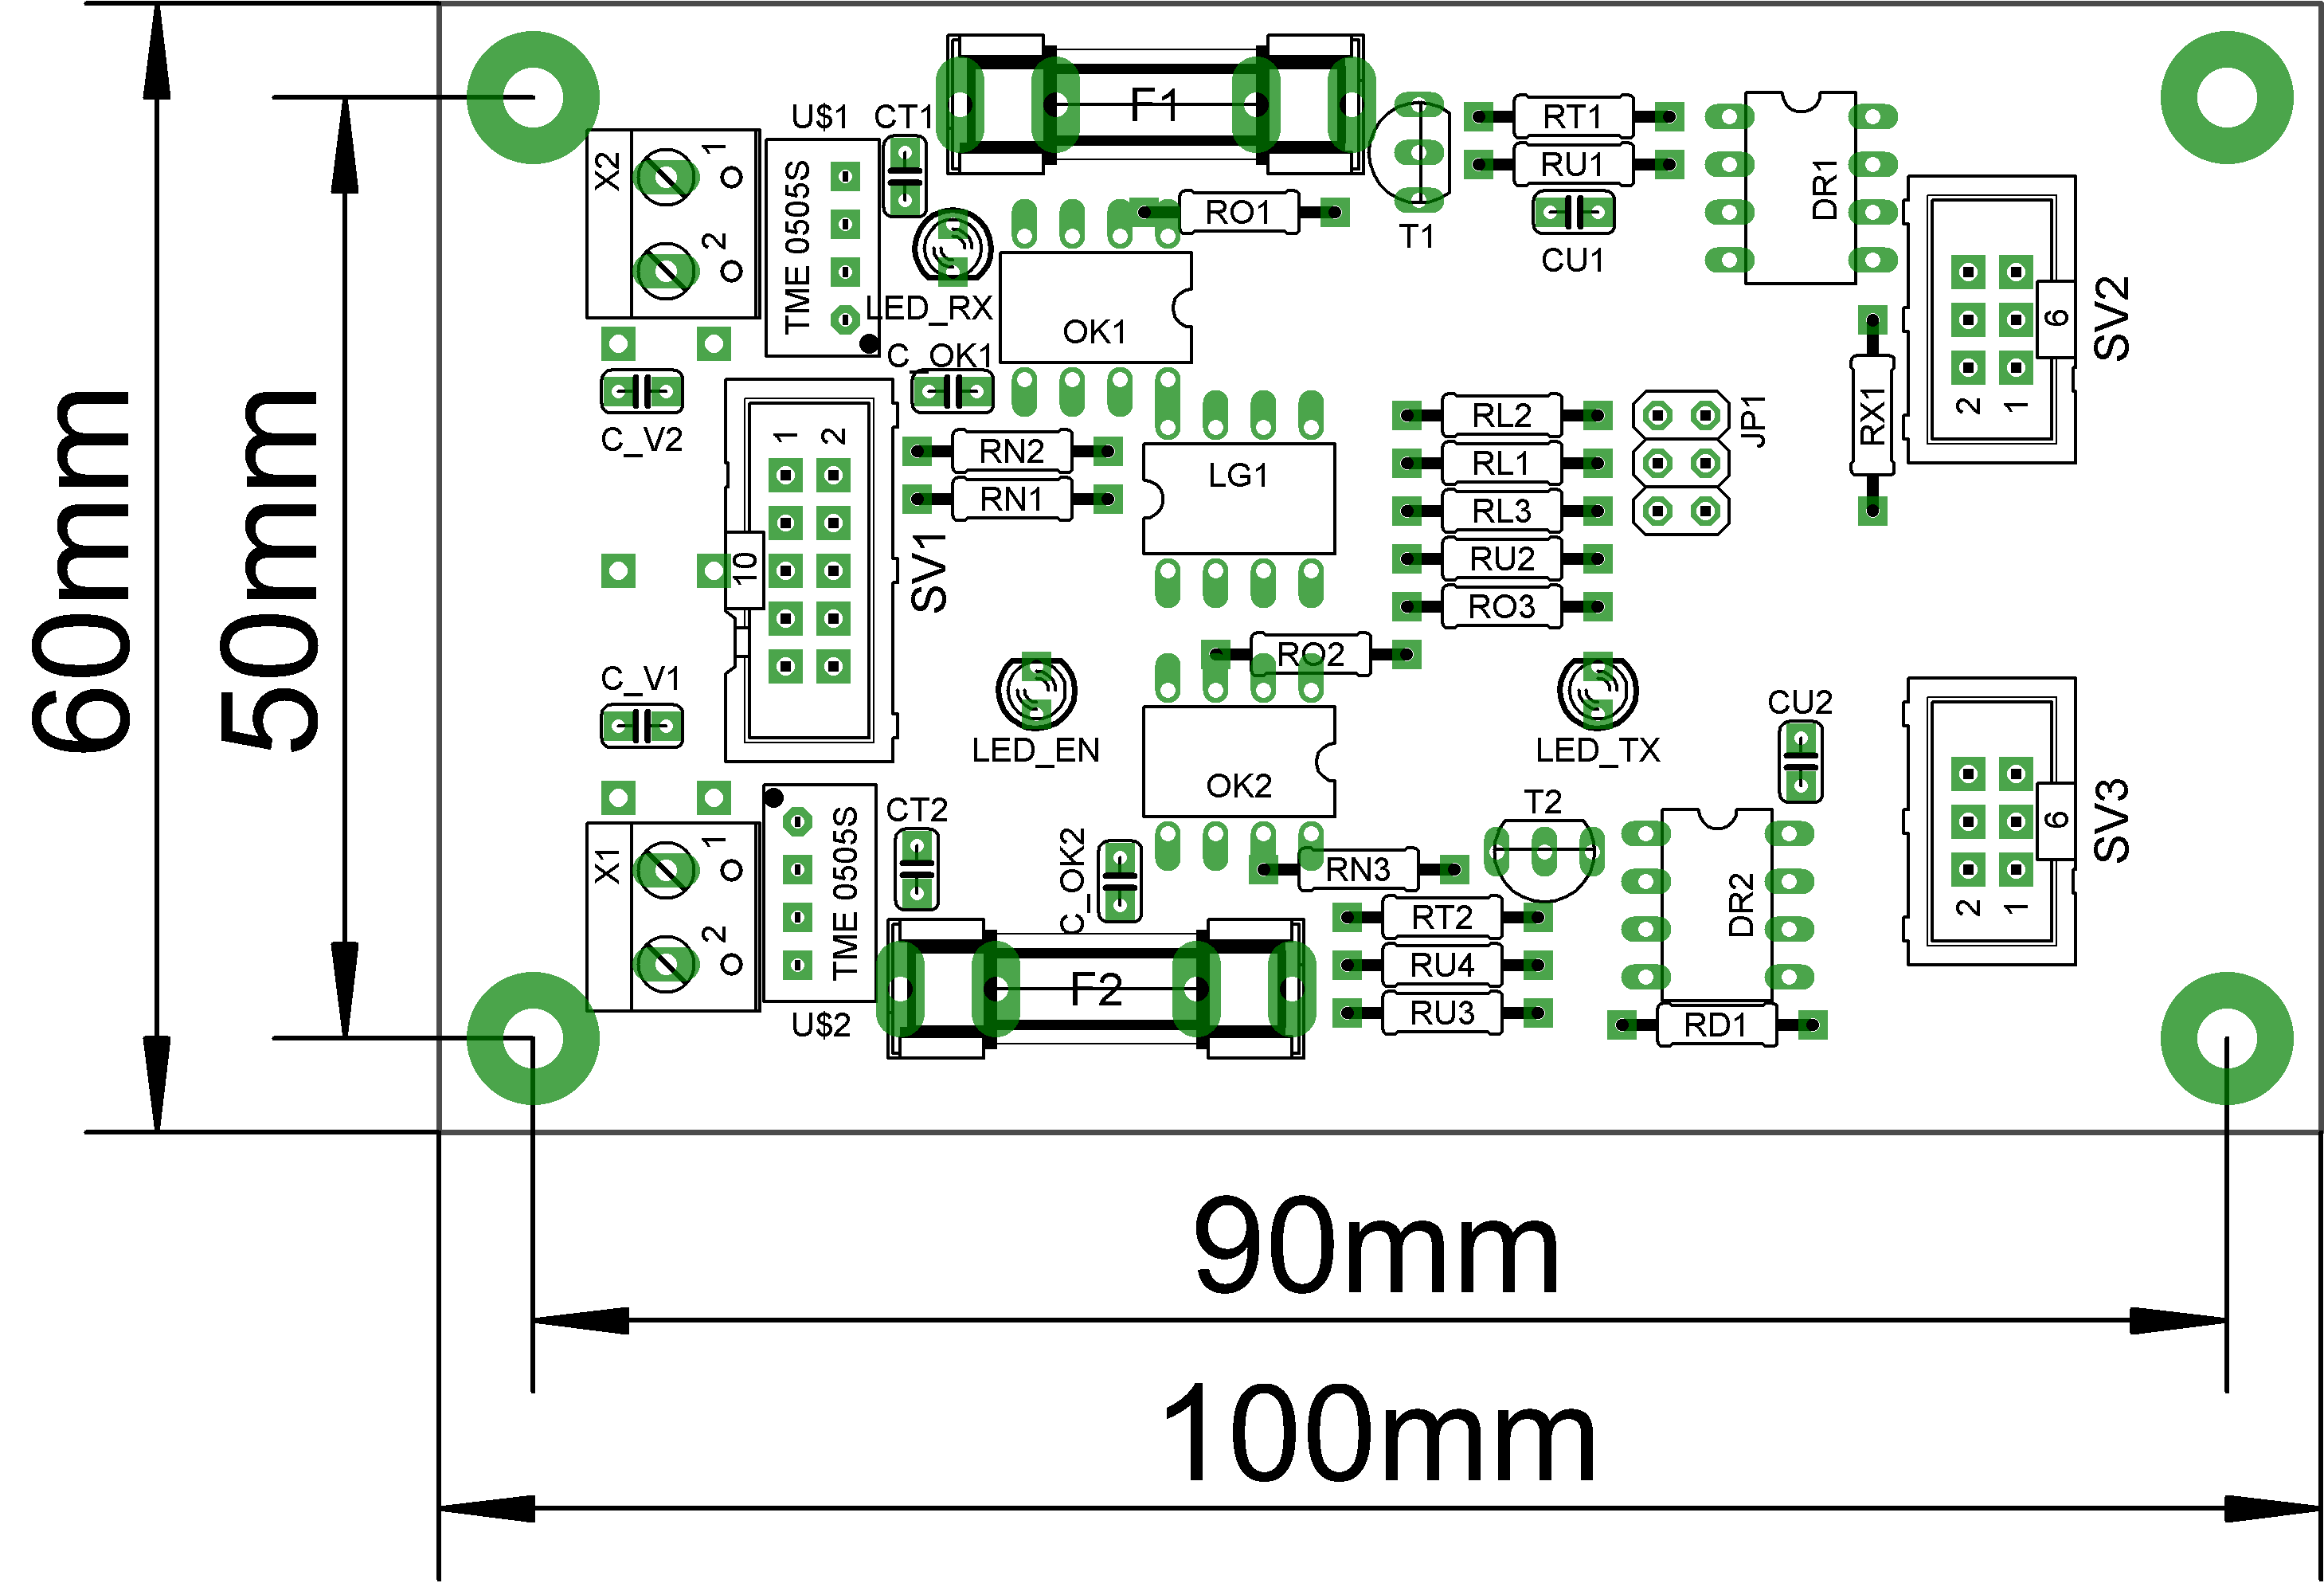 U$1
CT1
F1
RT1
X2
1
2
TME 0505S
RU1
DR1
RO1
T1
CU1
LED_RX
OK1
SV2
6
2
1
C_OK1
C_V2
1
2
RN2
RN1
LG1
RL2
RL1
RL3
RU2
RO3
JP1
RX1
10
SV1
60mm
50mm
RO2
C_V1
LED_EN
LED_TX
CU2
OK2
SV3
6
2
1
T2
X1
1
2
TME 0505S
CT2
C_OK2
RN3
RT2
RU4
RU3
DR2
F2
U$2
RD1
90mm
100mm